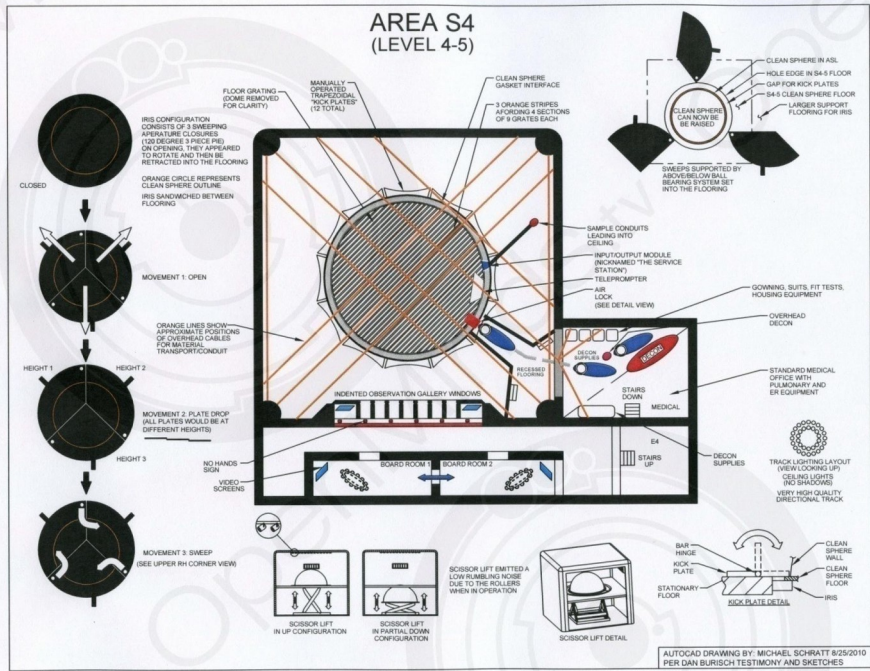 AREA S4
(LEVEL 4-5)
IRIS CONFIGURATION
CONSISTS OF 3 SWEEPING
APERATURE CLOSURES
(120 DEGREE 3 PIECE PIE)
ON OPENING, THEY APPEARED
TO ROTATE AND THEN BE
RETRACTED INTO THE FLOORING
ORANGE CIRCLE REPRESENTS
CLEAN SPHERE OUTLINE
IRIS SANDWICHED BETWEEN
FLOORING
CLOSED
MOVEMENT 1: OPEN
HEIGHT 1
HEIGHT 2
MOVEMENT 2: PLATE DROP
(ALL PLATES WOULD BE AT
DIFFERENT HEIGHTS)
HEIGHT 3
MOVEMENT 3: SWEEP
(SEE UPPER RH CORNER VIEW)
FLOOR GRATING
(DOME REMOVED
FOR CLARITY)
MANUALLY
OPERATED
TRAPEZOIDAL
"KICK PLATES"
(12 TOTAL)
CLEAN SPHERE
GASKET INTERFACE
3 ORANGE STRIPES
AFORDING 4 SECTIONS
OF 9 GRATES EACH
ORANGE LINES SHOW
APPROXIMATE POSITIONS
OF OVERHEAD CABLES
FOR MATERIAL
TRANSPORT/CONDUIT
SAMPLE CONDUITS
LEADING INTO
CEILING
INPUT/OUTPUT MODULE
(NICKNAMED "THE SERVICE
STATION")
TELEPROMPTER
AIR
LOCK
(SEE DETAIL VIEW)
CLEAN SPHERE
CAN NOW BE
BE RAISED
CLEAN SPHERE IN ASL
HOLE EDGE IN S4-5 FLOOR
GAP FOR KICK PLATES
S4-5 CLEAN SPHERE FLOOR
LARGER SUPPORT
FLOORING FOR IRIS
SWEEPS SUPPORTED BY
ABOVE/BELOW BALL
BEARING SYSTEM SET
INTO THE FLOORING
GOWNING, SUITS, FIT TESTS,
HOUSING EQUIPMENT
OVERHEAD
DECON
DECON
SUPPLIES
DECON
RECESSED
FLOORING
STAIRS
DOWN
MEDICAL
STANDARD MEDICAL
OFFICE WITH
PULMONARY AND
ER EQUIPMENT
INDENTED OBSERVATION GALLERY WINDOWS
NO HANDS
SIGN
VIDEO
SCREENS
BOARD ROOM 1
BOARD ROOM 2
E4
STAIRS
UP
DECON
SUPPLIES
TRACK LIGHTING LAYOUT
(VIEW LOOKING UP)
CEILING LIGHTS
(NO SHADOWS)
VERY HIGH QUALITY
DIRECTIONAL TRACK
SCISSOR LIFT
IN UP CONFIGURATION
SCISSOR LIFT
IN PARTIAL DOWN
CONFIGURATION
SCISSOR LIFT EMITTED A
LOW RUMBLING NOISE
DUE TO THE ROLLERS
WHEN IN OPERATION
SCISSOR LIFT DETAIL
BAR
HINGE
KICK
PLATE
STATIONARY
FLOOR
CLEAN
SPHERE
WALL
CLEAN
SPHERE
FLOOR
IRIS
KICK PLATE DETAIL
AUTOCAD DRAWING BY: MICHAEL SCHRATT 8/25/2010
PER DAN BURISCH TESTIMONY AND SKETCHES